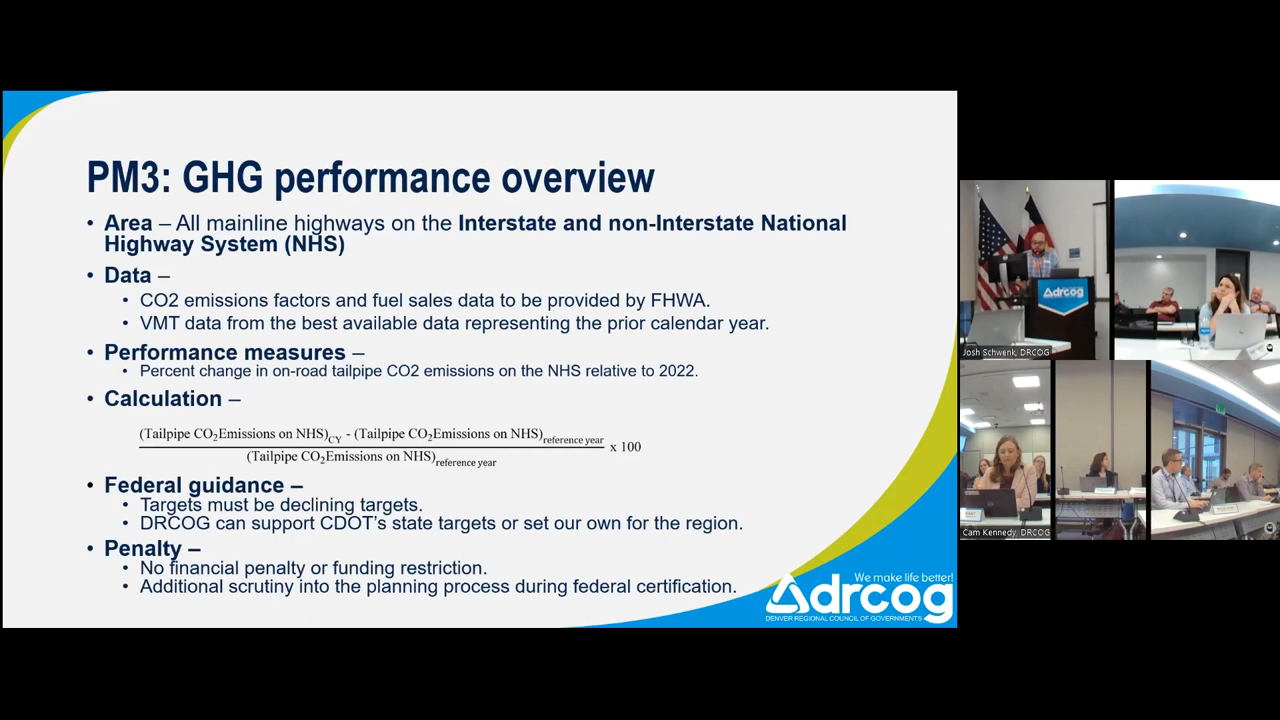 PM3: GHG performance overview
• Area – All mainline highways on the Interstate and non-Interstate National
Highway System (NHS)
• Data –
• CO2 emissions factors and fuel sales data to be provided by FHWA.
• VMT data from the best available data representing the prior calendar year.
• Performance measures –
• Percent change in on-road tailpipe CO2 emissions on the NHS relative to 2022.
• Calculation –
(Tailpipe CO2Emissions on NHS)CY - (Tailpipe CO2Emissions on NHS)reference year
(Tailpipe CO2Emissions on NHS)reference year
x 100
• Federal guidance –
• Targets must be declining targets.
• DRCOG can support CDOT's state targets or set our own for the region.
• Penalty –
• No financial penalty or funding restriction.
• Additional scrutiny into the planning process during federal certification.
We make life better!
drcog
DENVER REGIONAL COUNCIL OF GOVERNMENTS
drcog
Josh Schwenk, DRCOG
Cam Kennedy, DRCOG